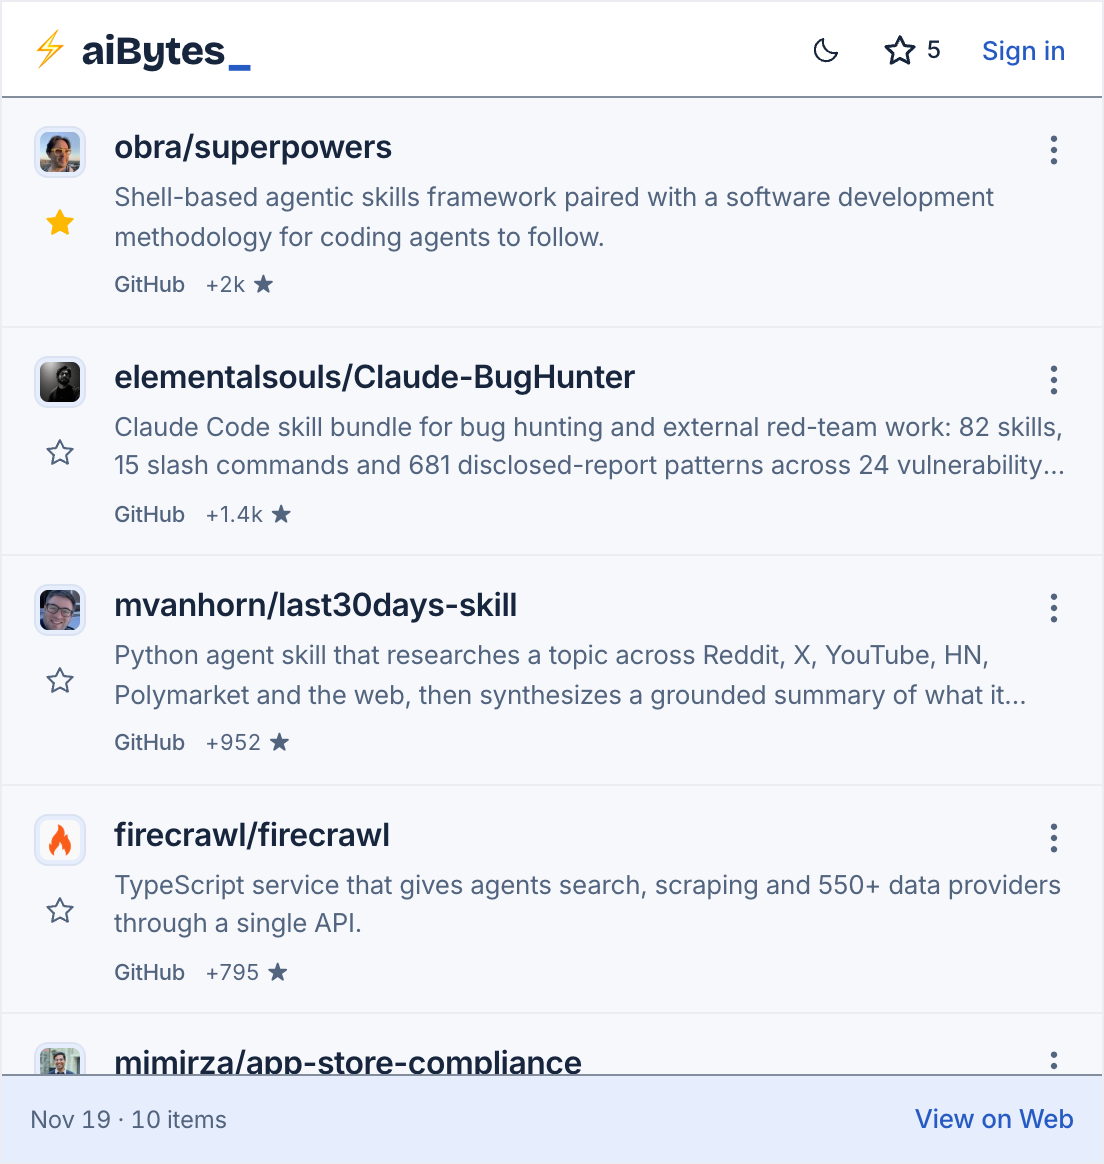 aiBytes_
5
Sign in
obra/superpowers
Shell-based agentic skills framework paired with a software development
methodology for coding agents to follow.
GitHub +2k ★
elementalsouls/Claude-BugHunter
Claude Code skill bundle for bug hunting and external red-team work: 82 skills,
15 slash commands and 681 disclosed-report patterns across 24 vulnerability...
GitHub +1.4k ★
mvanhorn/last30days-skill
Python agent skill that researches a topic across Reddit, X, YouTube, HN,
Polymarket and the web, then synthesizes a grounded summary of what it...
GitHub +952 ★
firecrawl/firecrawl
TypeScript service that gives agents search, scraping and 550+ data providers
through a single API.
GitHub +795 ★
mimirza/app-store-compliance
Nov 19 · 10 items
View on Web